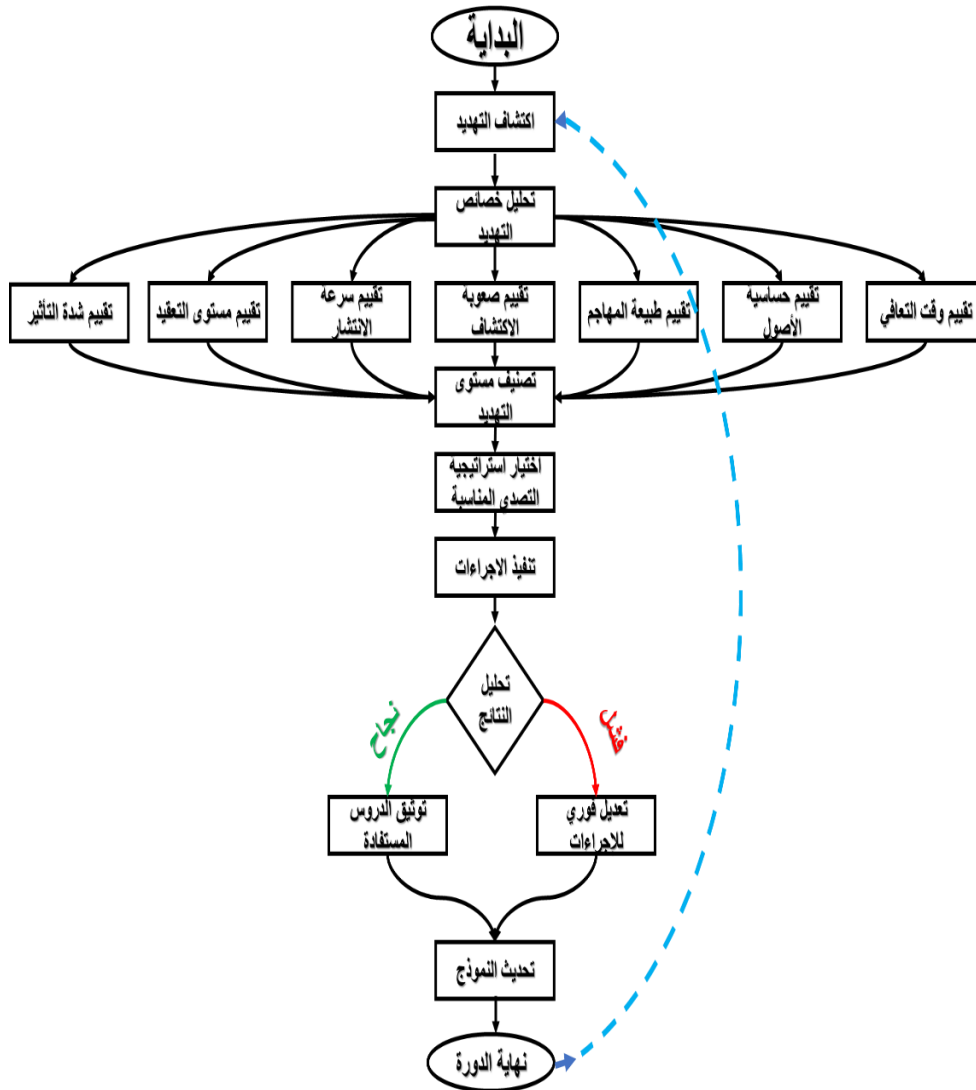 البداية
اكتشاف التهديد
تحليل خصائص
التهديد
تقييم وقت التعافي
تقييم حساسية
الأصول
تقييم طبيعة المهاجم
تقييم صعوبة
الاكتشاف
تقييم سرعة
الانتشار
تقييم مستوى التعقيد
تقييم شدة التأثير
تصنيف مستوى
التهديد
اختيار استراتيجية
التصدي المناسبة
تنفيذ الاجراءات
تحليل
النتائج
فشل
نجاح
تعديل فوري
للاجراءات
توثيق الدروس
المستفادة
تحديث النموذج
نهاية الدورة